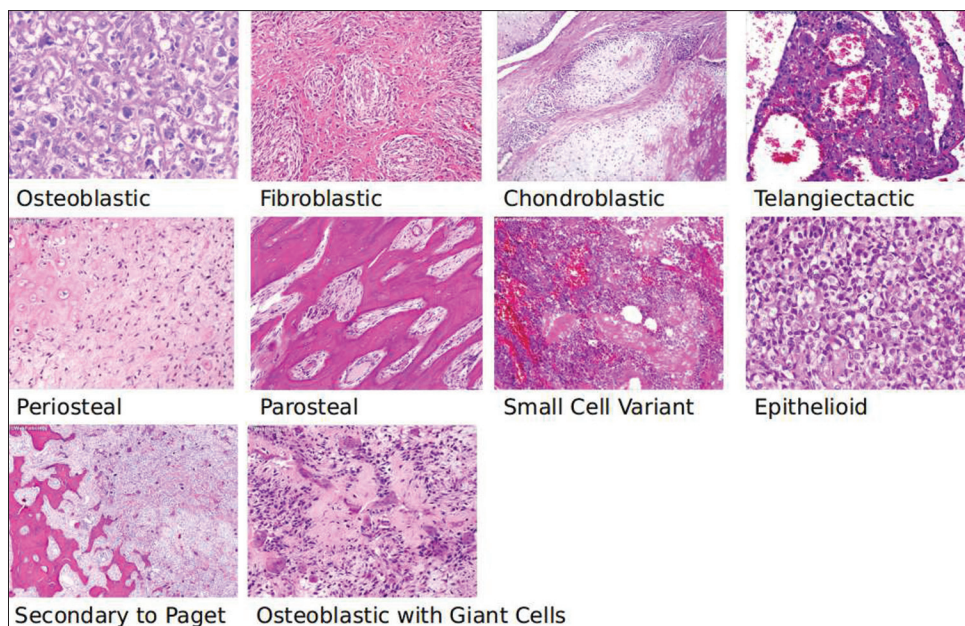 Osteoblastic
Fibroblastic
Chondroblastic
Telangiectactic
Periosteal
Parosteal
Small Cell Variant
Epithelioid
Secondary to Paget
Osteoblastic with Giant Cells